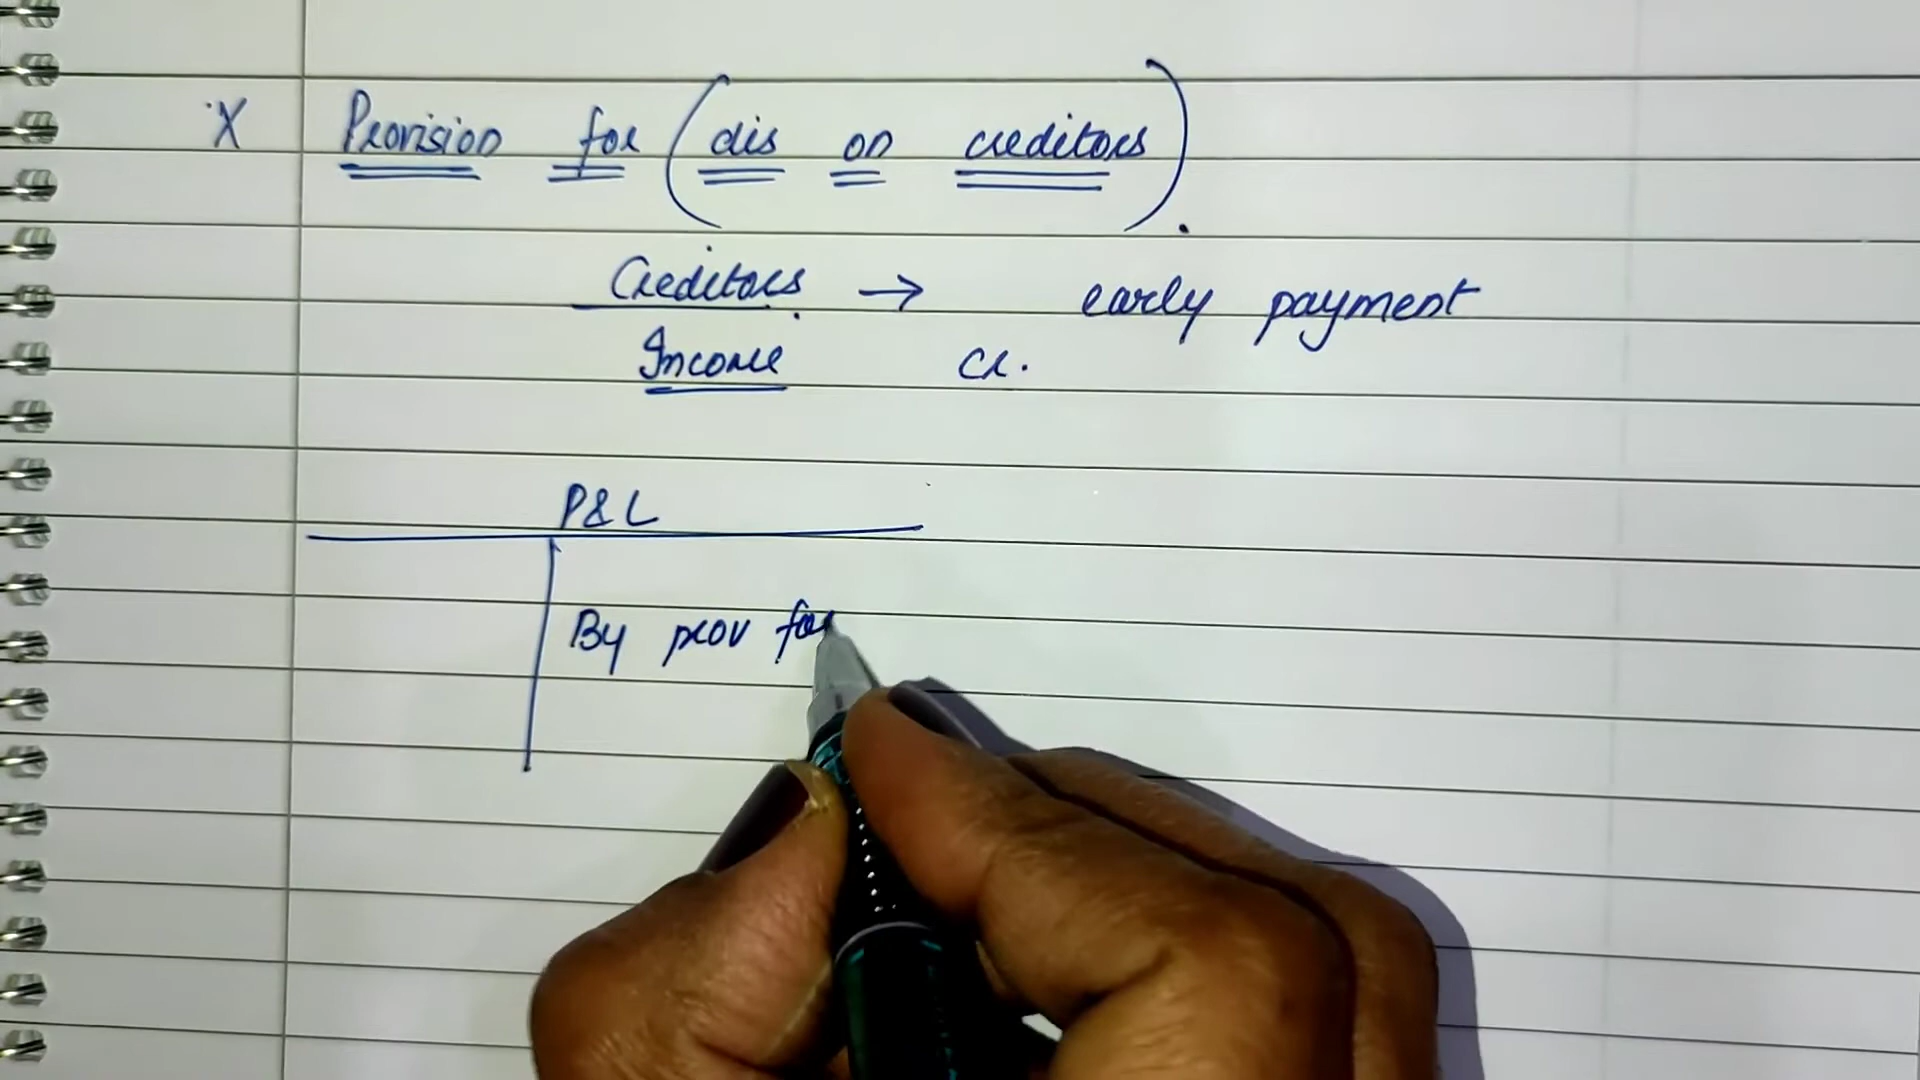 X Provision for (dis on creditors).
Creditors → early payment
Income Cr.
P&L
By prov for